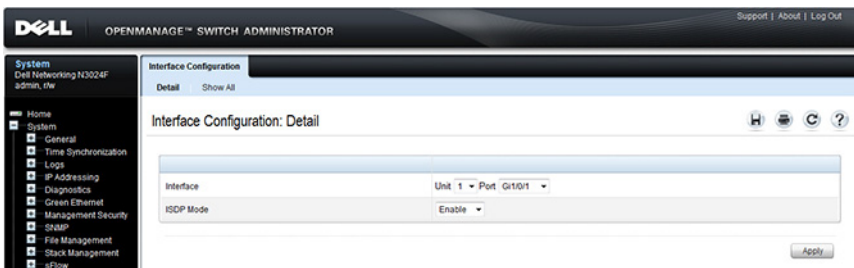 Support | About | Log Out
DELL OPENMANAGE™ SWITCH ADMINISTRATOR
System
Dell Networking N3024F
admin, r/w
Home
System
General
Time Synchronization
Logs
IP Addressing
Diagnostics
Green Ethernet
Management Security
SNMP
File Management
Stack Management
sFlow
Interface Configuration
Detail Show All
Interface Configuration: Detail
Interface Unit 1 Port Gi1/0/1
ISDP Mode Enable
Apply